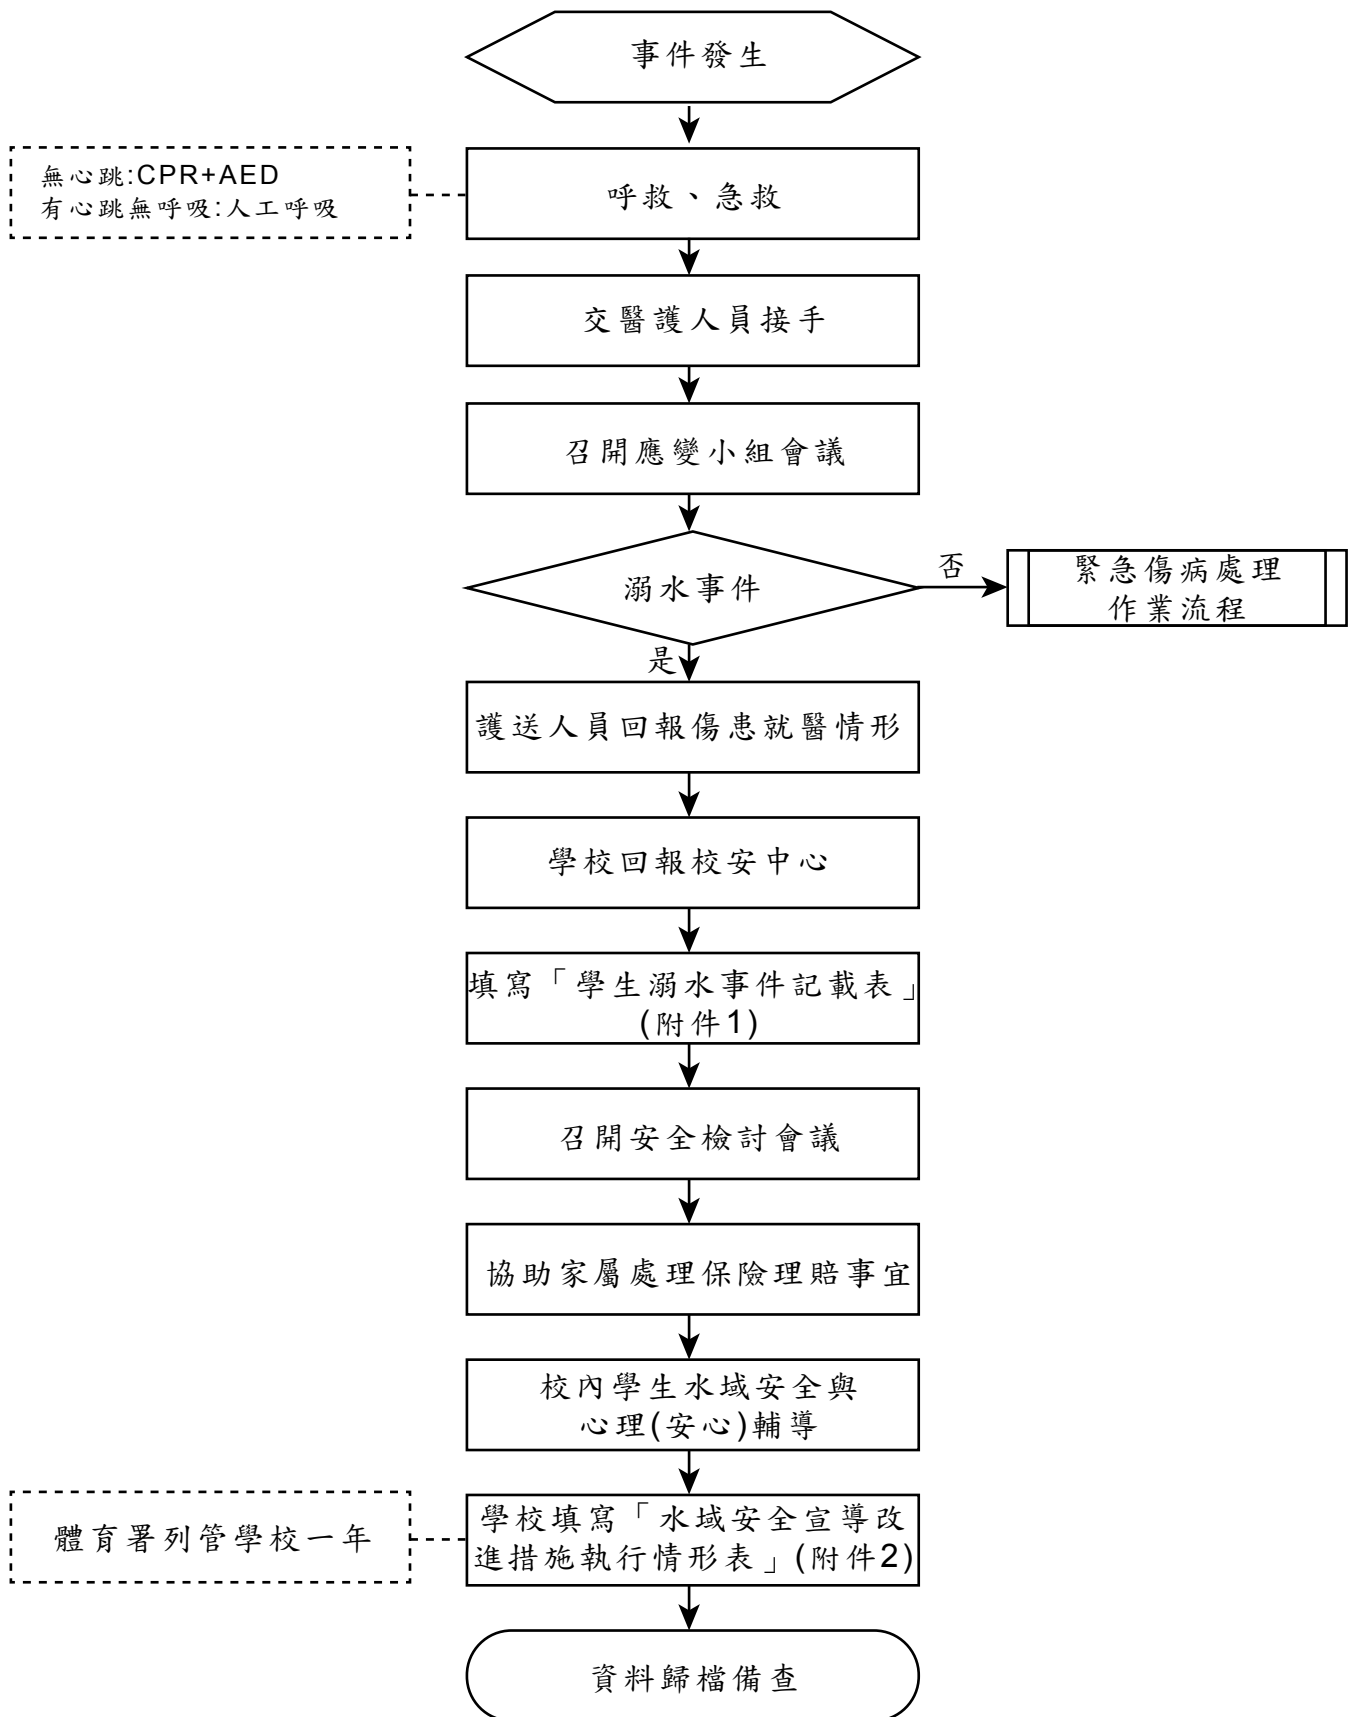 事件發生
無心跳:CPR+AED
有心跳無呼吸:人工呼吸
呼救、急救
交醫護人員接手
召開應變小組會議
溺水事件
否
緊急傷病處理
作業流程
是
護送人員回報傷患就醫情形
學校回報校安中心
填寫「學生溺水事件記載表」
(附件1)
召開安全檢討會議
協助家屬處理保險理賠事宜
校內學生水域安全與
心理(安心)輔導
體育署列管學校一年
學校填寫「水域安全宣導改
進措施執行情形表」(附件2)
資料歸檔備查